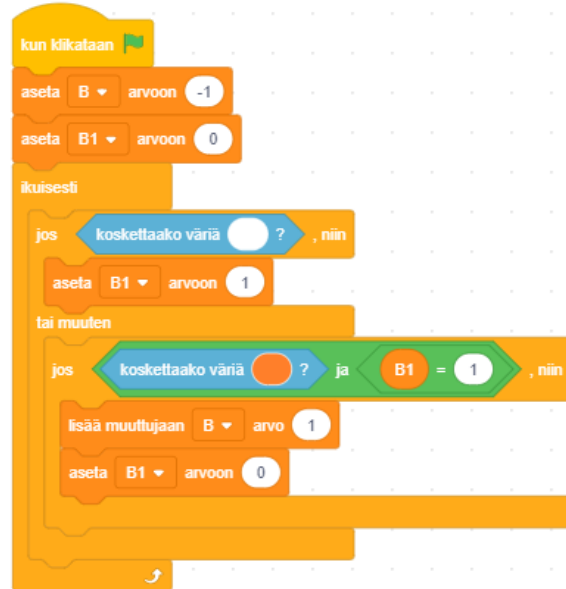 kun klikataan
aseta B arvoon -1
aseta B1 arvoon 0
ikuisesti
jos koskettaako väriä ? , niin
aseta B1 arvoon 1
tai muuten
jos koskettaako väriä ? ja B1 = 1 , niin
lisää muuttujaan B arvo 1
aseta B1 arvoon 0